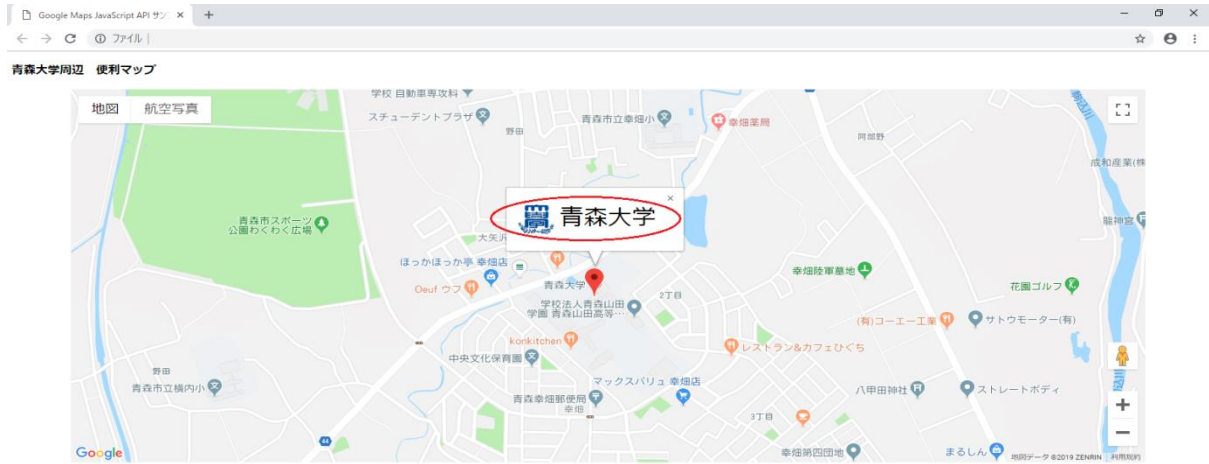 Google Maps JavaScript API サン
ファイル
青森大学周辺 便利マップ
地図 航空写真
学校 自動車専攻科
スチューデントプラザ
野田
青森市立幸畑小
幸畑薬局
阿部野
駒込川
成和産業(株
青森大学
青森市スポーツ
公園わくわく広場
大矢沢
龍神宮
ほっかほっか亭 幸畑店
Oeuf ウフ
青森大学
幸畑陸軍墓地
花園ゴルフ
学校法人青森山田
学園 青森山田高等…
2丁目
(有)コーエー工業
サトウモーター(有)
konkitchen
レストラン&カフェひぐち
中央文化保育園
野田
青森市立横内小
マックスバリュ 幸畑店
青森幸畑郵便局
幸畑
八甲田神社
ストレートボディ
3丁目
44
幸畑第四団地
まるしん
Google
地図データ ©2019 ZENRIN 利用規約